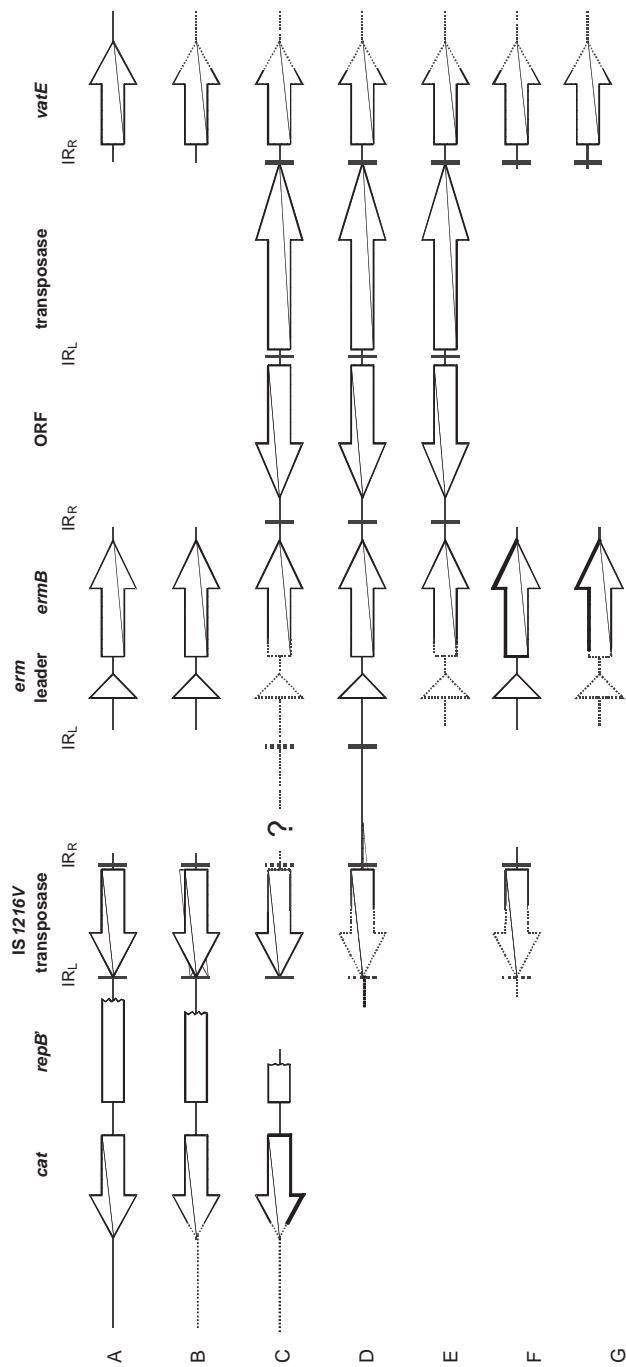 cat
repB'
IRL
IS1216V
transposase
IRR
IRL
erm
leader
ermB
IRR
ORF
IRL
transposase
IRR
vatE
A
B
C
?
D
E
F
G